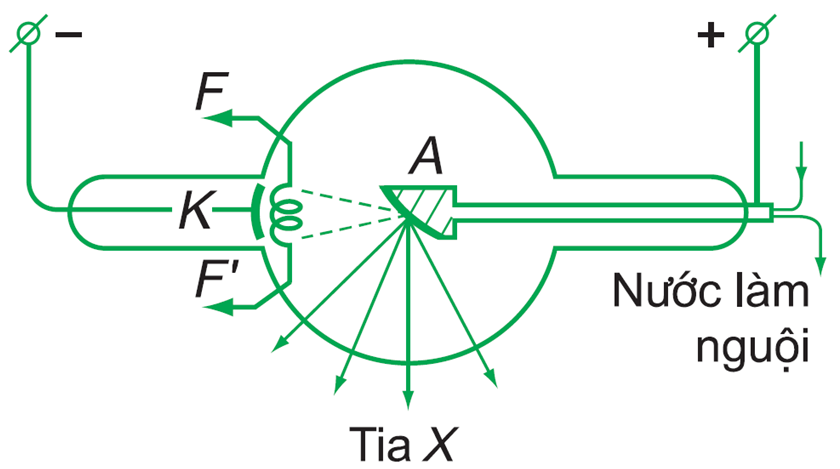 − +
F
A
K
F'
Nước làm
nguội
Tia X